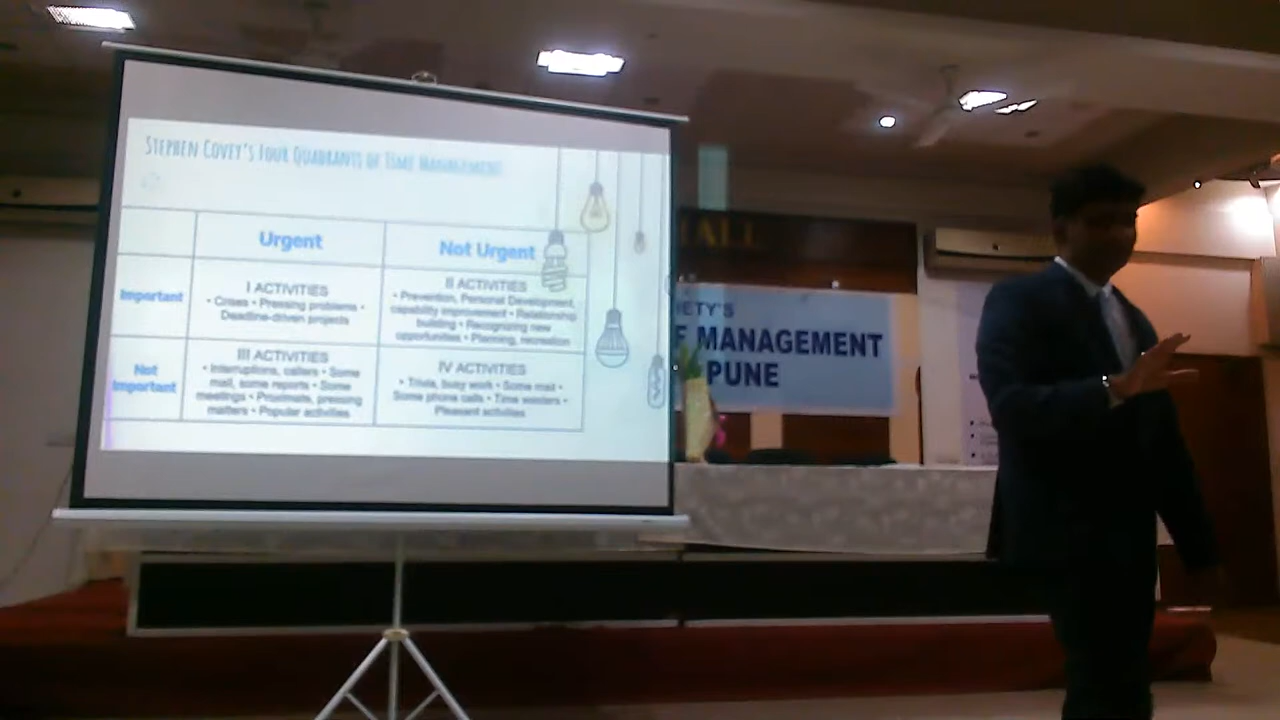 STEPHEN COVEY'S FOUR QUADRANTS OF TIME MANAGEMENT
Urgent
Not Urgent
Important
I ACTIVITIES
• Crises • Pressing problems •
Deadline-driven projects
II ACTIVITIES
• Prevention, Personal Development,
capability improvement • Relationship
building • Recognizing new
opportunities • Planning, recreation
Not
Important
III ACTIVITIES
• Interruptions, callers • Some
mail, some reports • Some
meetings • Proximate, pressing
matters • Popular activities
IV ACTIVITIES
• Trivia, busy work • Some mail •
Some phone calls • Time wasters •
Pleasant activities
HALL
IETY'S
F MANAGEMENT
PUNE